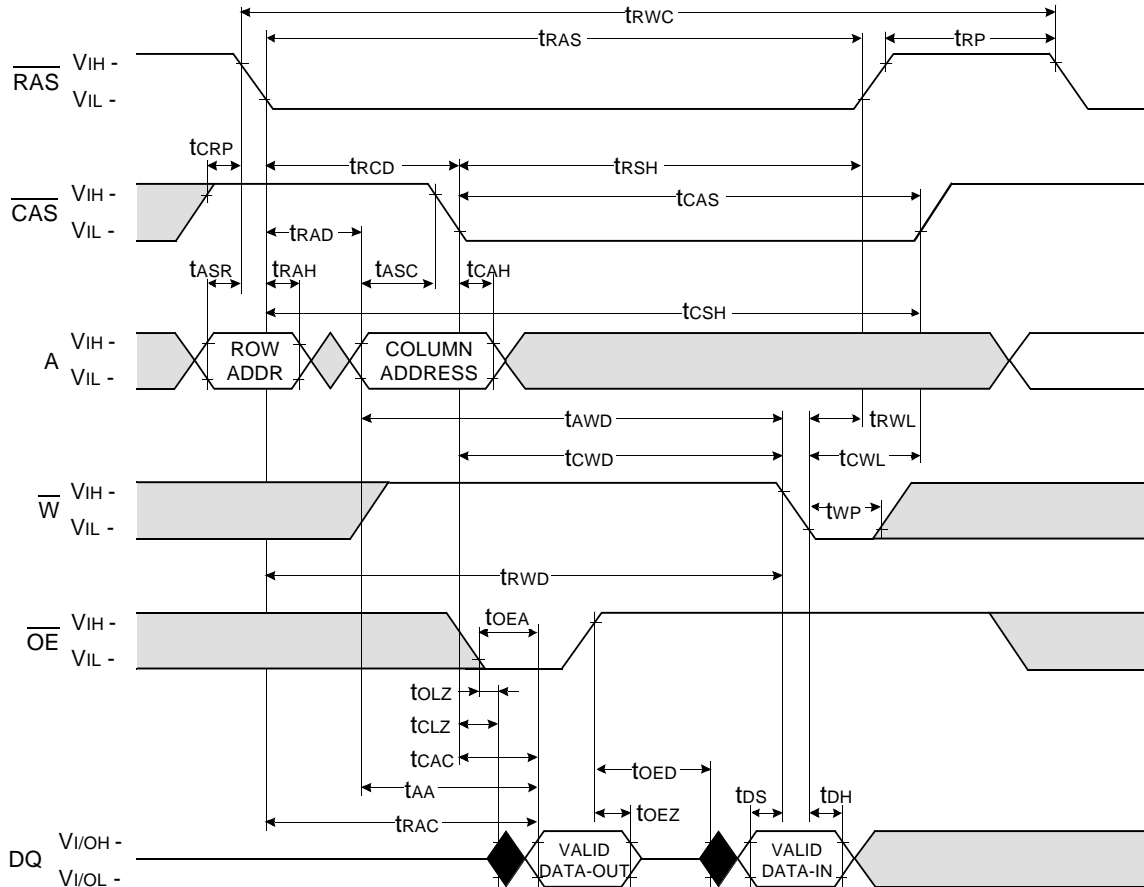 tRWC
tRAS
tRP
RAS
VIH -
VIL -
tCRP
tRCD
tRSH
CAS
VIH -
VIL -
tCAS
tRAD
tASR
tRAH
tASC
tCAH
tCSH
A
VIH -
VIL -
ROW
ADDR
COLUMN
ADDRESS
tAWD
tRWL
tCWD
tCWL
W
VIH -
VIL -
tWP
tRWD
OE
VIH -
VIL -
tOEA
tOLZ
tCLZ
tCAC
tOED
tAA
tDS
tDH
tOEZ
tRAC
DQ
VI/OH -
VI/OL -
VALID
DATA-OUT
VALID
DATA-IN